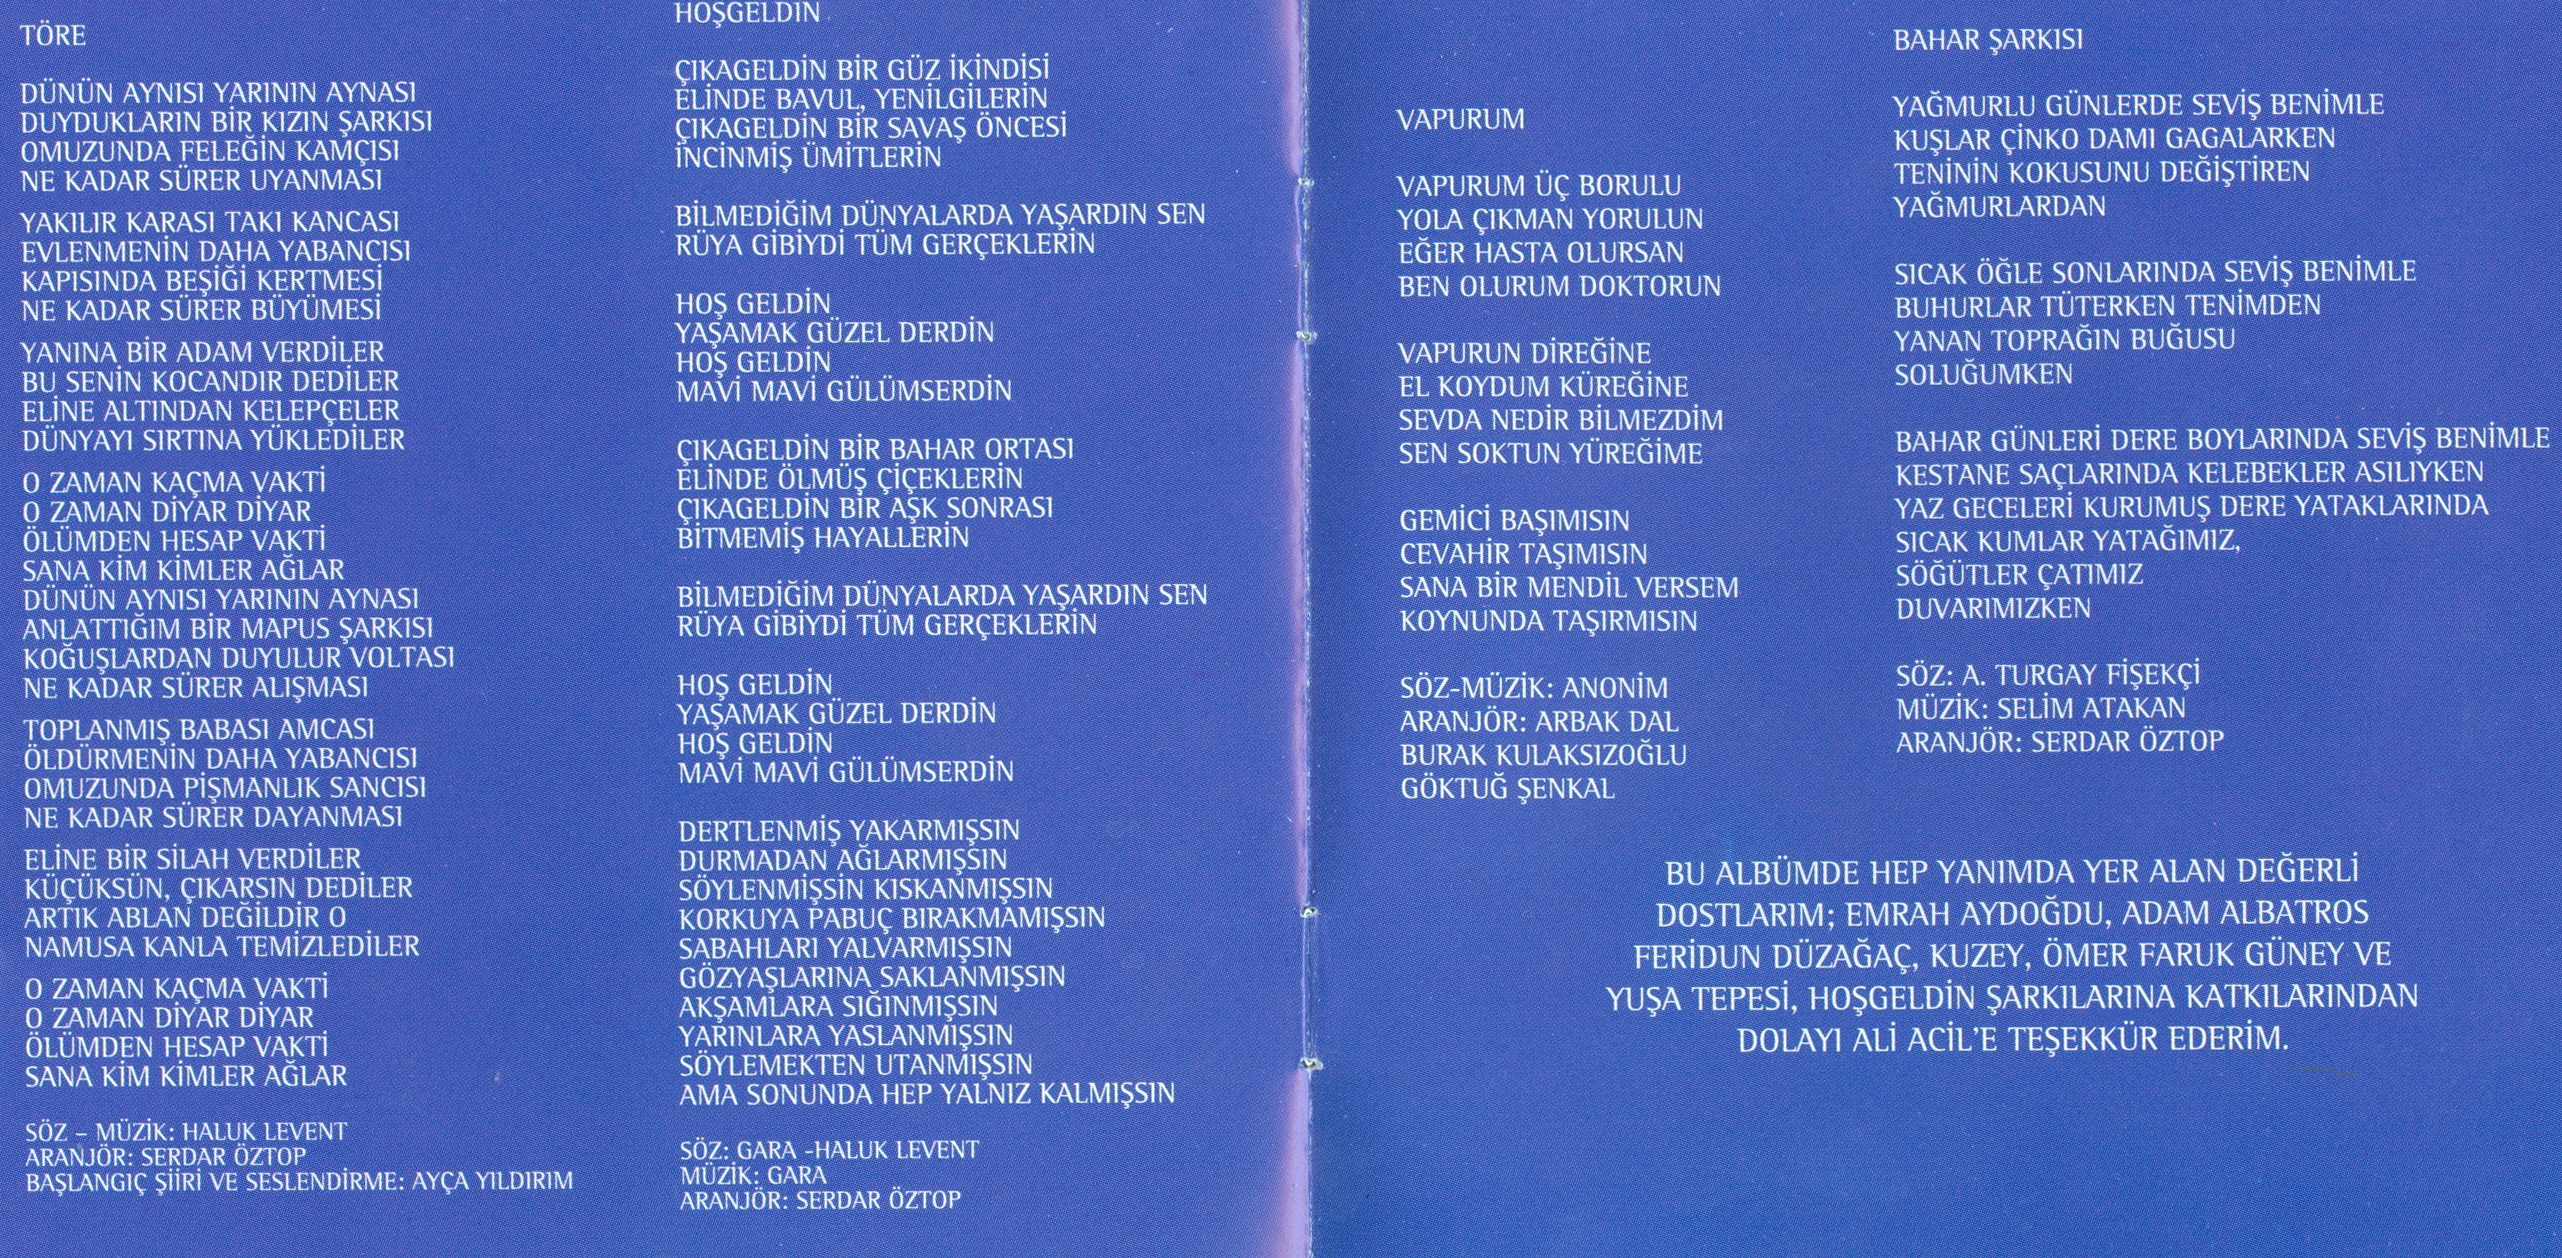 TÖRE
DÜNÜN AYNISI YARININ AYNASI
DUYDUKLARIN BİR KIZIN ŞARKISI
OMUZUNDA FELEĞİN KAMÇISI
NE KADAR SÜRER UYANMASI
YAKILIR KARASI TAKI KANCASI
EVLENMENİN DAHA YABANCISI
KAPISINDA BEŞİĞİ KERTMESİ
NE KADAR SÜRER BÜYÜMESİ
YANINA BİR ADAM VERDİLER
BU SENİN KOCANDIR DEDİLER
ELİNE ALTINDAN KELEPÇELER
DÜNYAYI SIRTINA YÜKLEDİLER
O ZAMAN KAÇMA VAKTİ
O ZAMAN DİYAR DİYAR
ÖLÜMDEN HESAP VAKTİ
SANA KİM KİMLER AĞLAR
DÜNÜN AYNISI YARININ AYNASI
ANLATTIĞIM BİR MAPUS ŞARKISI
KOĞUŞLARDAN DUYULUR VOLTASI
NE KADAR SÜRER ALIŞMASI
TOPLANMIŞ BABASI AMCASI
ÖLDÜRMENİN DAHA YABANCISI
OMUZUNDA PİŞMANLIK SANCISI
NE KADAR SÜRER DAYANMASI
ELİNE BİR SİLAH VERDİLER
KÜÇÜKSÜN, ÇIKARSIN DEDİLER
ARTIK ABLAN DEĞİLDİR O
NAMUSA KANLA TEMİZLEDİLER
O ZAMAN KAÇMA VAKTİ
O ZAMAN DİYAR DİYAR
ÖLÜMDEN HESAP VAKTİ
SANA KİM KİMLER AĞLAR
SÖZ – MÜZİK: HALUK LEVENT
ARANJÖR: SERDAR ÖZTOP
BAŞLANGIÇ ŞİİRİ VE SESLENDİRME: AYÇA YILDIRIM
HOŞGELDİN
ÇIKAGELDİN BİR GÜZ İKİNDİSİ
ELİNDE BAVUL, YENİLGİLERİN
ÇIKAGELDİN BİR SAVAŞ ÖNCESİ
İNCİNMİŞ ÜMİTLERİN
BİLMEDİĞİM DÜNYALARDA YAŞARDIN SEN
RÜYA GİBİYDİ TÜM GERÇEKLERİN
HOŞ GELDİN
YAŞAMAK GÜZEL DERDİN
HOŞ GELDİN
MAVİ MAVİ GÜLÜMSERDİN
ÇIKAGELDİN BİR BAHAR ORTASI
ELİNDE ÖLMÜŞ ÇİÇEKLERİN
ÇIKAGELDİN BİR AŞK SONRASI
BİTMEMİŞ HAYALLERİN
BİLMEDİĞİM DÜNYALARDA YAŞARDIN SEN
RÜYA GİBİYDİ TÜM GERÇEKLERİN
HOŞ GELDİN
YAŞAMAK GÜZEL DERDİN
HOŞ GELDİN
MAVİ MAVİ GÜLÜMSERDİN
DERTLENMİŞ YAKARMIŞSIN
DURMADAN AĞLARMIŞSIN
SÖYLENMİŞSİN KISKANMIŞSIN
KORKUYA PABUÇ BIRAKMAMIŞSIN
SABAHLARI YALVARMIŞSIN
GÖZYAŞLARINA SAKLANMIŞSIN
AKŞAMLARA SIĞINMIŞSIN
YARINLARA YASLANMIŞSIN
SÖYLEMEKTEN UTANMIŞSIN
AMA SONUNDA HEP YALNIZ KALMIŞSIN
SÖZ: GARA -HALUK LEVENT
MÜZİK: GARA
ARANJÖR: SERDAR ÖZTOP
VAPURUM
VAPURUM ÜÇ BORULU
YOLA ÇIKMAN YORULUN
EĞER HASTA OLURSAN
BEN OLURUM DOKTORUN
VAPURUN DİREĞİNE
EL KOYDUM KÜREĞİNE
SEVDA NEDİR BİLMEZDİM
SEN SOKTUN YÜREĞİME
GEMİCİ BAŞIMISIN
CEVAHİR TAŞIMISIN
SANA BİR MENDİL VERSEM
KOYNUNDA TAŞIRMISIN
SÖZ-MÜZİK: ANONİM
ARANJÖR: ARBAK DAL
BURAK KULAKSIZOĞLU
GÖKTUĞ ŞENKAL
BAHAR ŞARKISI
YAĞMURLU GÜNLERDE SEVİŞ BENİMLE
KUŞLAR ÇİNKO DAMI GAGALARKEN
TENİNİN KOKUSUNU DEĞİŞTİREN
YAĞMURLARDAN
SICAK ÖĞLE SONLARINDA SEVİŞ BENİMLE
BUHURLAR TÜTERKEN TENİMDEN
YANAN TOPRAĞIN BUĞUSU
SOLUĞUMKEN
BAHAR GÜNLERİ DERE BOYLARINDA SEVİŞ BENİMLE
KESTANE SAÇLARINDA KELEBEKLER ASILIYKEN
YAZ GECELERİ KURUMUŞ DERE YATAKLARINDA
SICAK KUMLAR YATAĞIMIZ,
SÖĞÜTLER ÇATIMIZ
DUVARIMIZKEN
SÖZ: A. TURGAY FİŞEKÇİ
MÜZİK: SELİM ATAKAN
ARANJÖR: SERDAR ÖZTOP
BU ALBÜMDE HEP YANIMDA YER ALAN DEĞERLİ
DOSTLARIM; EMRAH AYDOĞDU, ADAM ALBATROS
FERİDUN DÜZAĞAÇ, KUZEY, ÖMER FARUK GÜNEY VE
YUŞA TEPESİ, HOŞGELDİN ŞARKILARINA KATKILARINDAN
DOLAYI ALİ ACİL'E TEŞEKKÜR EDERİM.